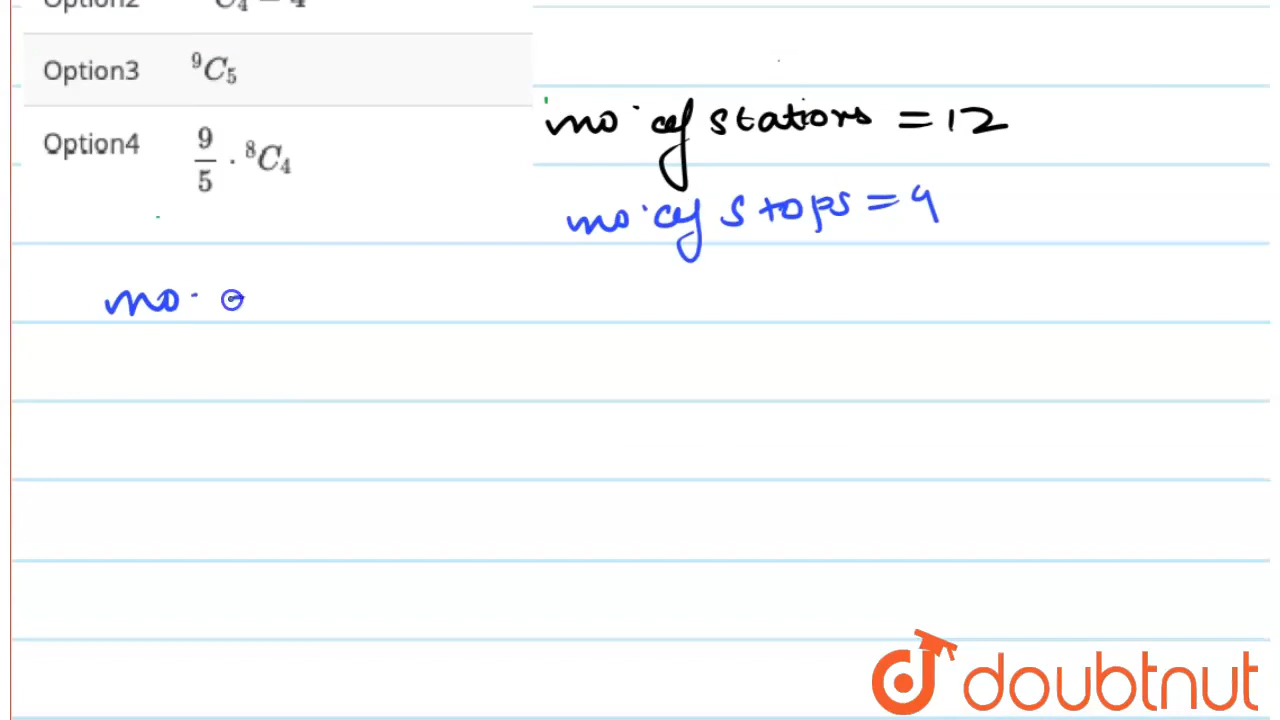 Option3 ⁹C₅
Option4 9/5 · ⁸C₄
no. of stations = 12
no. of stops = 4
no. o
doubtnut